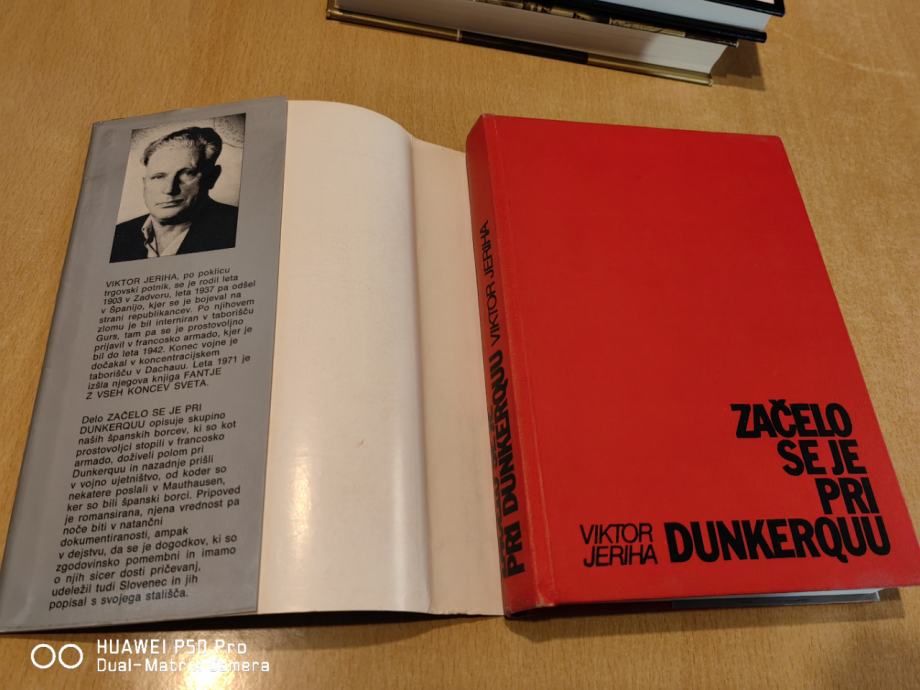 VIKTOR JERIHA, po poklicu
trgovski potnik, se je rodil leta
1903 v Zadvoru, leta 1937 pa odšel
v Španijo, kjer se je bojeval na
strani republikancev. Po njihovem
zlomu je bil interniran v taborišču
Gurs, tam pa se je prostovoljno
prijavil v francosko armado, kjer je
bil do leta 1942. Konec vojne je
dočakal v koncentracijskem
taborišču v Dachauu. Leta 1971 je
izšla njegova knjiga FANTJE
Z VSEH KONCEV SVETA.
Delo ZAČELO SE JE PRI
DUNKERQUU opisuje skupino
naših španskih borcev, ki so kot
prostovoljci stopili v francosko
armado, doživeli polom pri
Dunkerquu in nazadnje prišli
v vojno ujetništvo, od koder so
nekatere poslali v Mauthausen,
ker so bili španski borci. Pripoved
je romansirana, njena vrednost pa
noče biti v natančni
dokumentiranosti, ampak
v dejstvu, da se je dogodkov, ki so
zgodovinsko pomembni in imamo
o njih sicer dosti pričevanj,
udeležil tudi Slovenec in jih
popisal s svojega stališča.
PRI DUNKERQUU VIKTOR JERIHA
ZAČELO
SE JE
PRI
DUNKERQUU
VIKTOR
JERIHA
HUAWEI P50 Pro
Dual-Matrix Camera